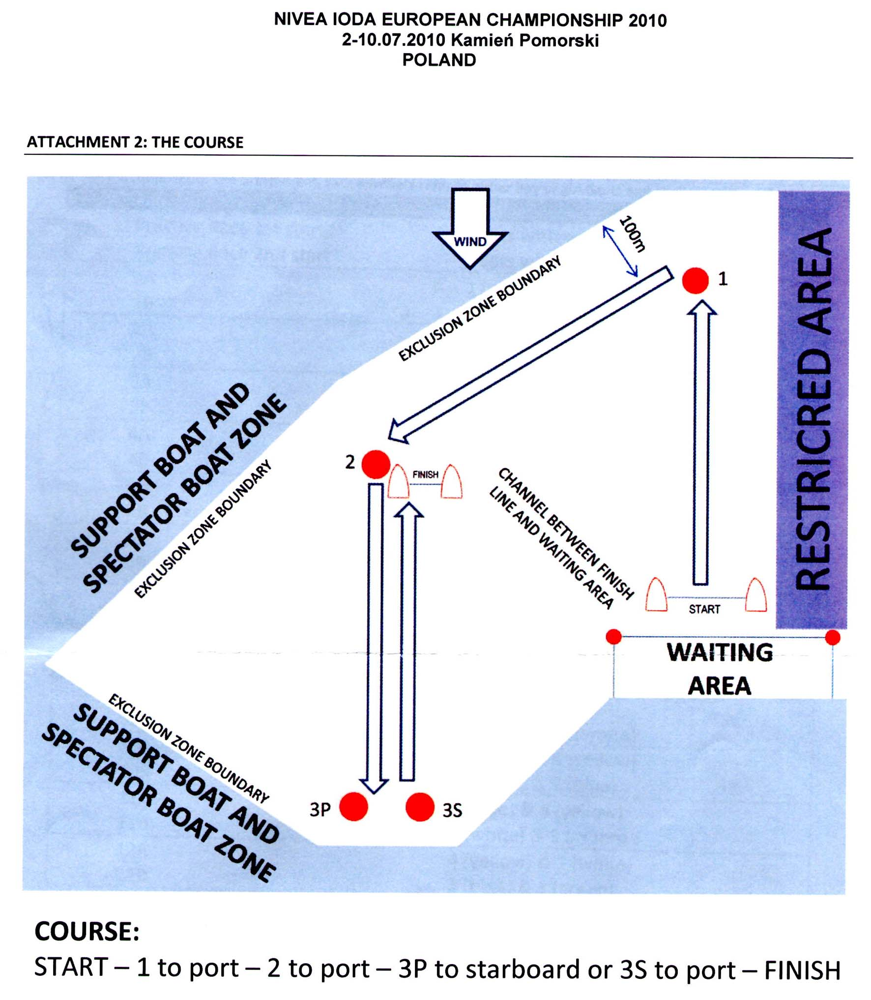 NIVEA IODA EUROPEAN CHAMPIONSHIP 2010
2-10.07.2010 Kamień Pomorski
POLAND
ATTACHMENT 2: THE COURSE
WIND
100m
1
EXCLUSION ZONE BOUNDARY
RESTRICRED AREA
SUPPORT BOAT AND
SPECTATOR BOAT ZONE
EXCLUSION ZONE BOUNDARY
2
FINISH
CHANNEL BETWEEN FINISH
LINE AND WAITING AREA
START
WAITING
AREA
EXCLUSION ZONE BOUNDARY
SUPPORT BOAT AND
SPECTATOR BOAT ZONE
3P
3S
COURSE:
START – 1 to port – 2 to port – 3P to starboard or 3S to port – FINISH